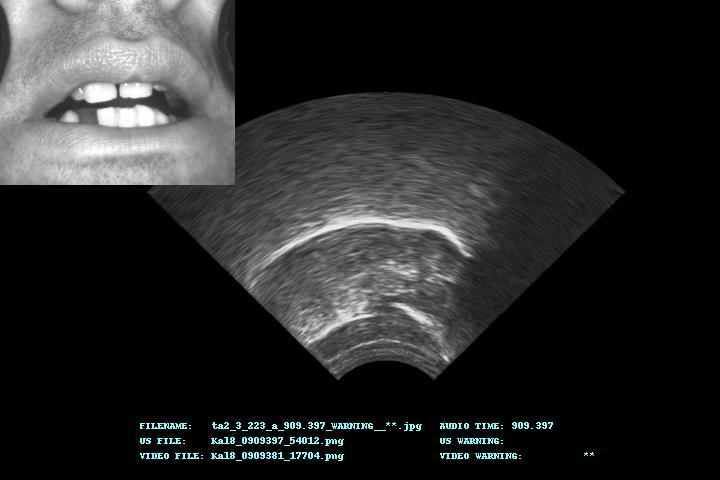 FILENAME: ta2_3_223_a_909.397_WARNING__**.jpg AUDIO TIME: 909.397
US FILE: Kal8_0909397_54012.png US WARNING:
VIDEO FILE: Kal8_0909381_17704.png VIDEO WARNING: **